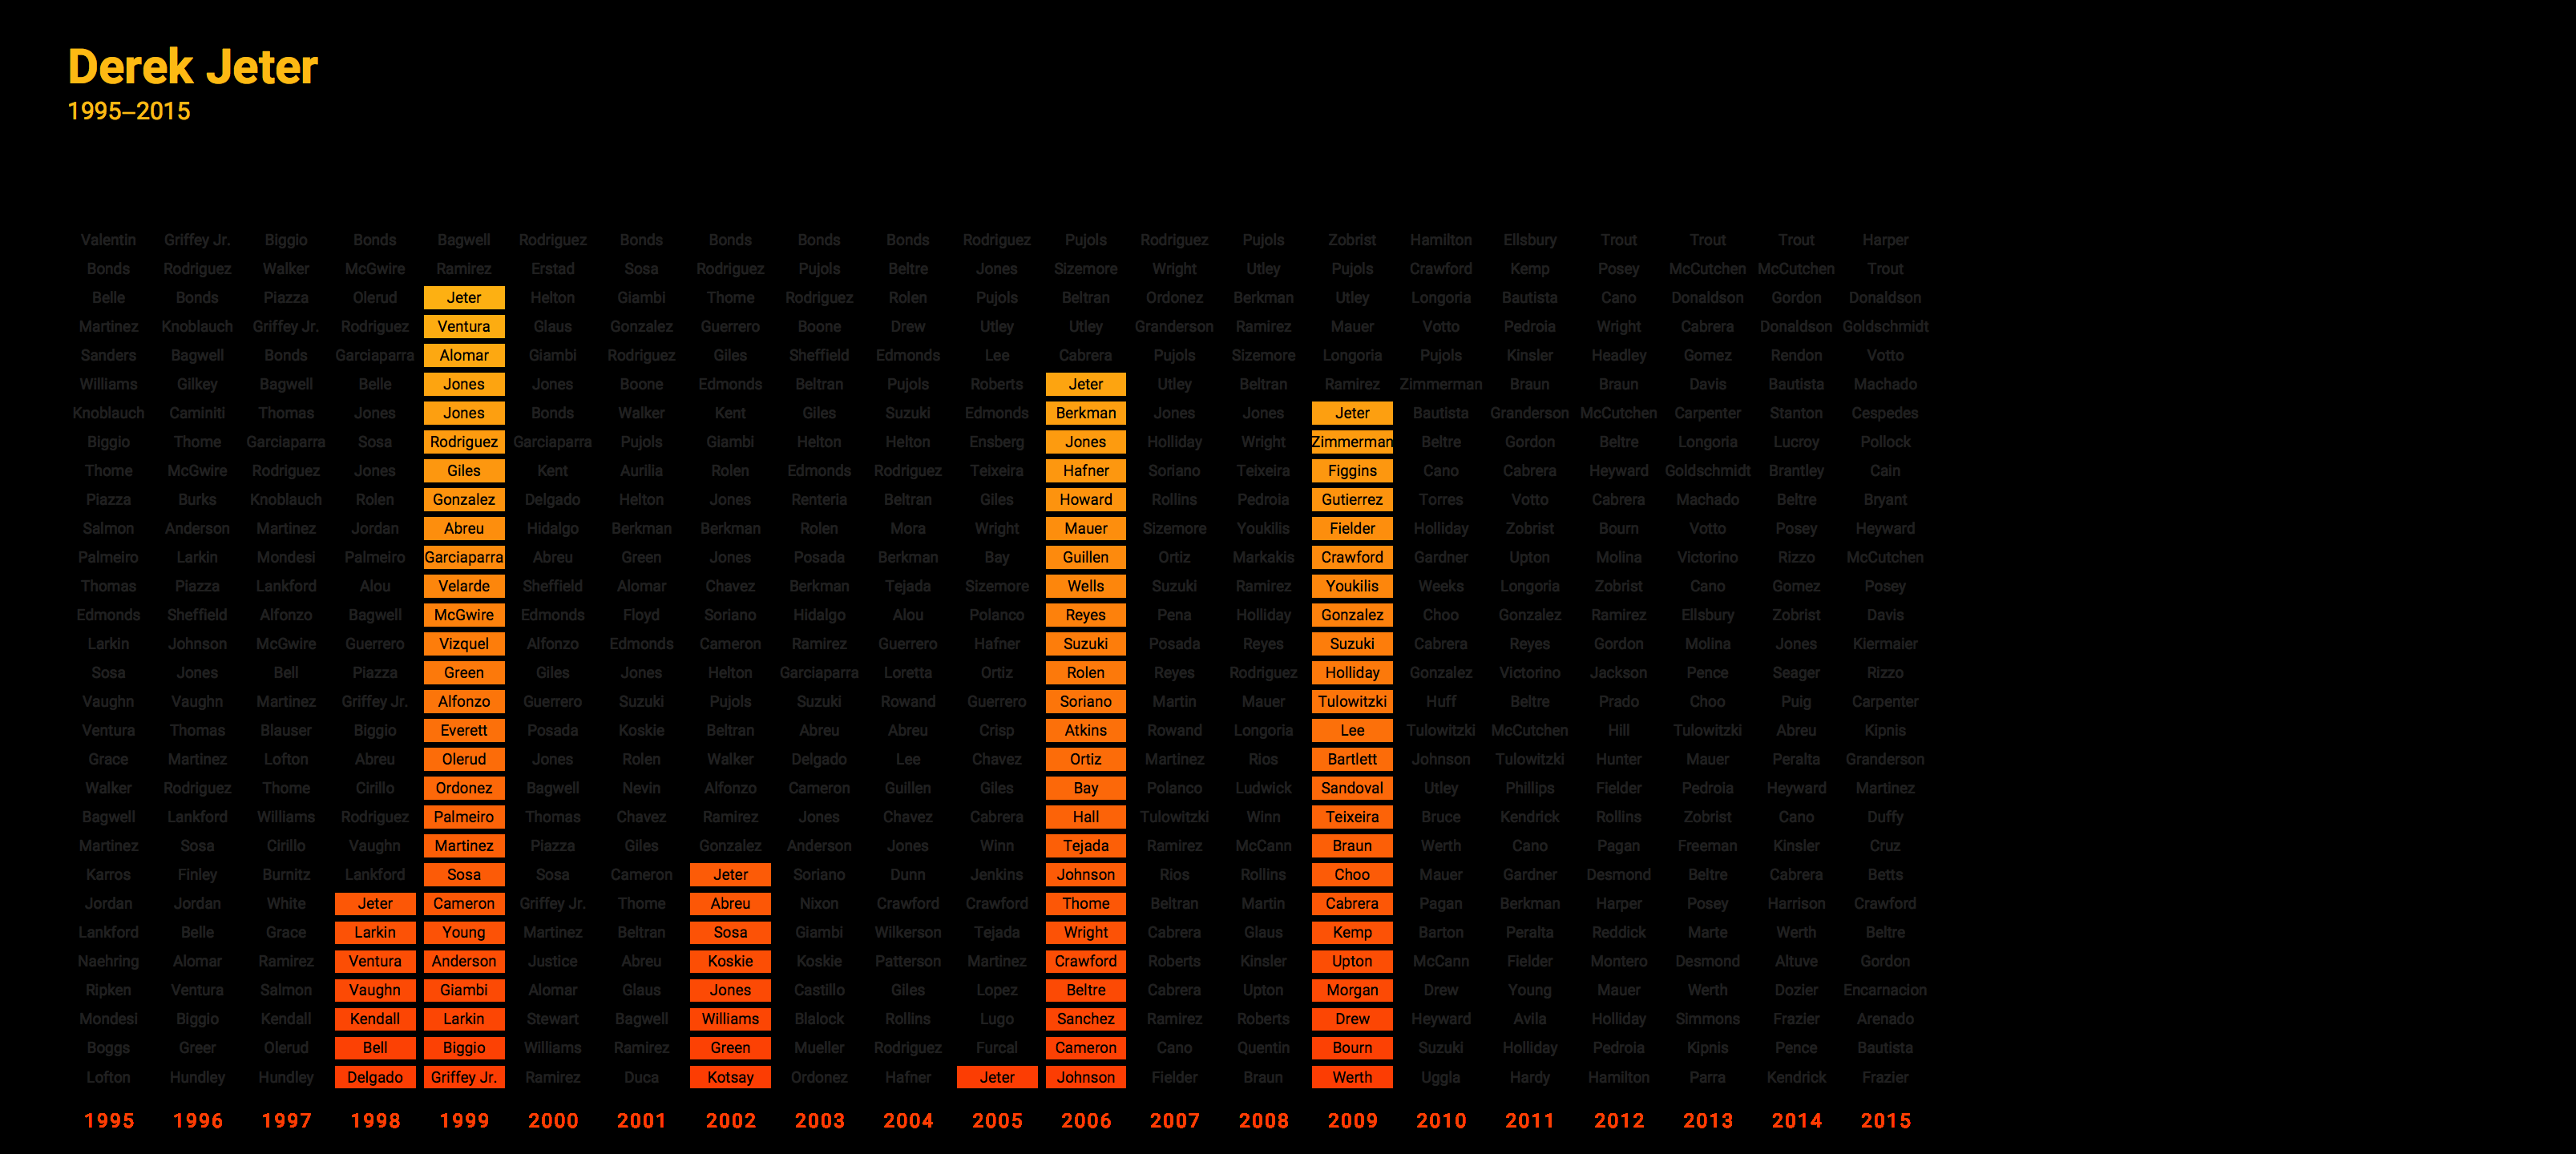 Derek Jeter
1995–2015
Valentin Griffey Jr. Biggio Bonds Bagwell Rodriguez Bonds Bonds Bonds Bonds Rodriguez Pujols Rodriguez Pujols Zobrist Hamilton Ellsbury Trout Trout Trout Harper
Bonds Rodriguez Walker McGwire Ramirez Erstad Sosa Rodriguez Pujols Beltre Jones Sizemore Wright Utley Pujols Crawford Kemp Posey McCutchen McCutchen Trout
Belle Bonds Piazza Olerud Jeter Helton Giambi Thome Rodriguez Rolen Pujols Beltran Ordonez Berkman Utley Longoria Bautista Cano Donaldson Gordon Donaldson
Martinez Knoblauch Griffey Jr. Rodriguez Ventura Glaus Gonzalez Guerrero Boone Drew Utley Utley Granderson Ramirez Mauer Votto Pedroia Wright Cabrera Donaldson Goldschmidt
Sanders Bagwell Bonds Garciaparra Alomar Giambi Rodriguez Giles Sheffield Edmonds Lee Cabrera Pujols Sizemore Longoria Pujols Kinsler Headley Gomez Rendon Votto
Williams Gilkey Bagwell Belle Jones Jones Boone Edmonds Beltran Pujols Roberts Jeter Utley Beltran Ramirez Zimmerman Braun Braun Davis Bautista Machado
Knoblauch Caminiti Thomas Jones Jones Bonds Walker Kent Giles Suzuki Edmonds Berkman Jones Jones Jeter Bautista Granderson McCutchen Carpenter Stanton Cespedes
Biggio Thome Garciaparra Sosa Rodriguez Garciaparra Pujols Giambi Helton Helton Ensberg Jones Holliday Wright Zimmerman Beltre Gordon Beltre Longoria Lucroy Pollock
Thome McGwire Rodriguez Jones Giles Kent Aurilia Rolen Edmonds Rodriguez Teixeira Hafner Soriano Teixeira Figgins Cano Cabrera Heyward Goldschmidt Brantley Cain
Piazza Burks Knoblauch Rolen Gonzalez Delgado Helton Jones Renteria Beltran Giles Howard Rollins Pedroia Gutierrez Torres Votto Cabrera Machado Beltre Bryant
Salmon Anderson Martinez Jordan Abreu Hidalgo Berkman Berkman Rolen Mora Wright Mauer Sizemore Youkilis Fielder Holliday Zobrist Bourn Votto Posey Heyward
Palmeiro Larkin Mondesi Palmeiro Garciaparra Abreu Green Jones Posada Berkman Bay Guillen Ortiz Markakis Crawford Gardner Upton Molina Victorino Rizzo McCutchen
Thomas Piazza Lankford Alou Velarde Sheffield Alomar Chavez Berkman Tejada Sizemore Wells Suzuki Ramirez Youkilis Weeks Longoria Zobrist Cano Gomez Posey
Edmonds Sheffield Alfonzo Bagwell McGwire Edmonds Floyd Soriano Hidalgo Alou Polanco Reyes Pena Holliday Gonzalez Choo Gonzalez Ramirez Ellsbury Zobrist Davis
Larkin Johnson McGwire Guerrero Vizquel Alfonzo Edmonds Cameron Ramirez Guerrero Hafner Suzuki Posada Reyes Suzuki Cabrera Reyes Gordon Molina Jones Kiermaier
Sosa Jones Bell Piazza Green Giles Jones Helton Garciaparra Loretta Ortiz Rolen Reyes Rodriguez Holliday Gonzalez Victorino Jackson Pence Seager Rizzo
Vaughn Vaughn Martinez Griffey Jr. Alfonzo Guerrero Suzuki Pujols Suzuki Rowand Guerrero Soriano Martin Mauer Tulowitzki Huff Beltre Prado Choo Puig Carpenter
Ventura Thomas Blauser Biggio Everett Posada Koskie Beltran Abreu Abreu Crisp Atkins Rowand Longoria Lee Tulowitzki McCutchen Hill Tulowitzki Abreu Kipnis
Grace Martinez Lofton Abreu Olerud Jones Rolen Walker Delgado Lee Chavez Ortiz Martinez Rios Bartlett Johnson Tulowitzki Hunter Mauer Peralta Granderson
Walker Rodriguez Thome Cirillo Ordonez Bagwell Nevin Alfonzo Cameron Guillen Giles Bay Polanco Ludwick Sandoval Utley Phillips Fielder Pedroia Heyward Martinez
Bagwell Lankford Williams Rodriguez Palmeiro Thomas Chavez Ramirez Jones Chavez Cabrera Hall Tulowitzki Winn Teixeira Bruce Kendrick Rollins Zobrist Cano Duffy
Martinez Sosa Cirillo Vaughn Martinez Piazza Giles Gonzalez Anderson Jones Winn Tejada Ramirez McCann Braun Werth Cano Pagan Freeman Kinsler Cruz
Karros Finley Burnitz Lankford Sosa Sosa Cameron Jeter Soriano Dunn Jenkins Johnson Rios Rollins Choo Mauer Gardner Desmond Beltre Cabrera Betts
Jordan Jordan White Jeter Cameron Griffey Jr. Thome Abreu Nixon Crawford Crawford Thome Beltran Martin Cabrera Pagan Berkman Harper Posey Harrison Crawford
Lankford Belle Grace Larkin Young Martinez Beltran Sosa Giambi Wilkerson Tejada Wright Cabrera Glaus Kemp Barton Peralta Reddick Marte Werth Beltre
Naehring Alomar Ramirez Ventura Anderson Justice Abreu Koskie Koskie Patterson Martinez Crawford Roberts Kinsler Upton McCann Fielder Montero Desmond Altuve Gordon
Ripken Ventura Salmon Vaughn Giambi Alomar Glaus Jones Castillo Giles Lopez Beltre Cabrera Upton Morgan Drew Young Mauer Werth Dozier Encarnacion
Mondesi Biggio Kendall Kendall Larkin Stewart Bagwell Williams Blalock Rollins Lugo Sanchez Ramirez Roberts Drew Heyward Avila Holliday Simmons Frazier Arenado
Boggs Greer Olerud Bell Biggio Williams Ramirez Green Mueller Rodriguez Furcal Cameron Cano Quentin Bourn Suzuki Holliday Pedroia Kipnis Pence Bautista
Lofton Hundley Hundley Delgado Griffey Jr. Ramirez Duca Kotsay Ordonez Hafner Jeter Johnson Fielder Braun Werth Uggla Hardy Hamilton Parra Kendrick Frazier
1995 1996 1997 1998 1999 2000 2001 2002 2003 2004 2005 2006 2007 2008 2009 2010 2011 2012 2013 2014 2015